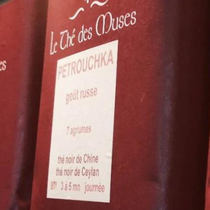 Le Thé des Muses
PETROUCHKA
goût russe
7 agrumes
thé noir de Chine
thé noir de Ceylan
3 à 5 mn journée